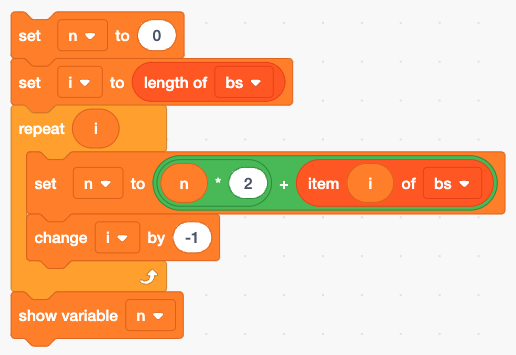 set n to 0
set i to length of bs
repeat i
set n to n * 2 + item i of bs
change i by -1
show variable n